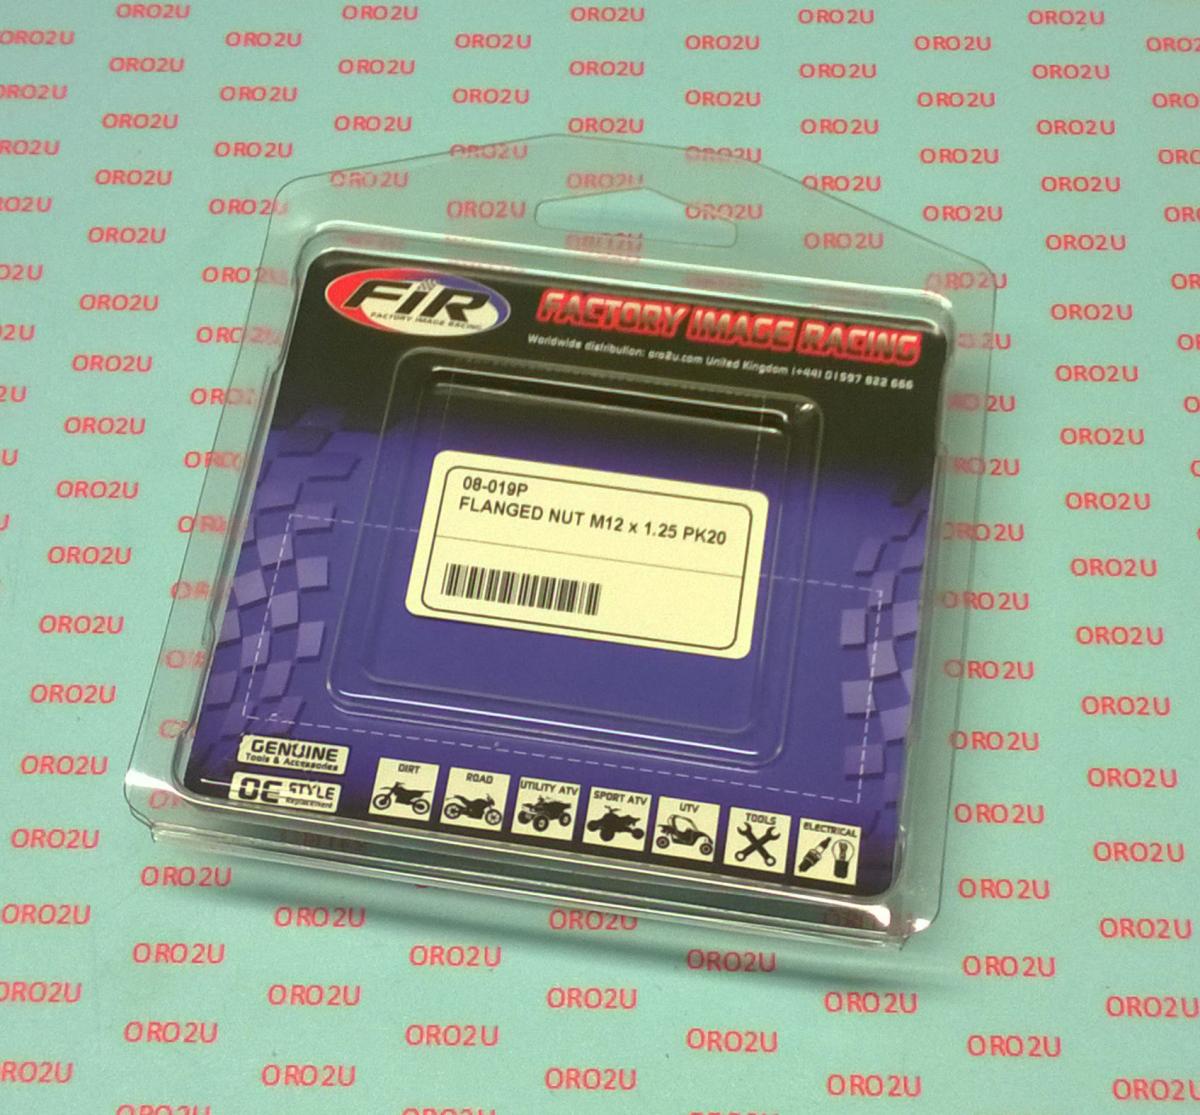 FiR
FACTORY IMAGE RACING
FACTORY IMAGE RACING
Worldwide distribution: oro2u.com United Kingdom (+44) 01597 822 666
08-019P
FLANGED NUT M12 x 1.25 PK20
GENUINE
Tools & Accessories
OE STYLE
Replacement
DIRT
ROAD
UTILITY ATV
SPORT ATV
UTV
TOOLS
ELECTRICAL
ORO2U